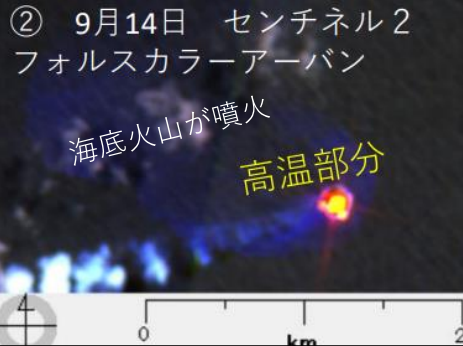 ② 9月14日 センチネル２
フォルスカラーアーバン
海底火山が噴火
高温部分
0
2
km